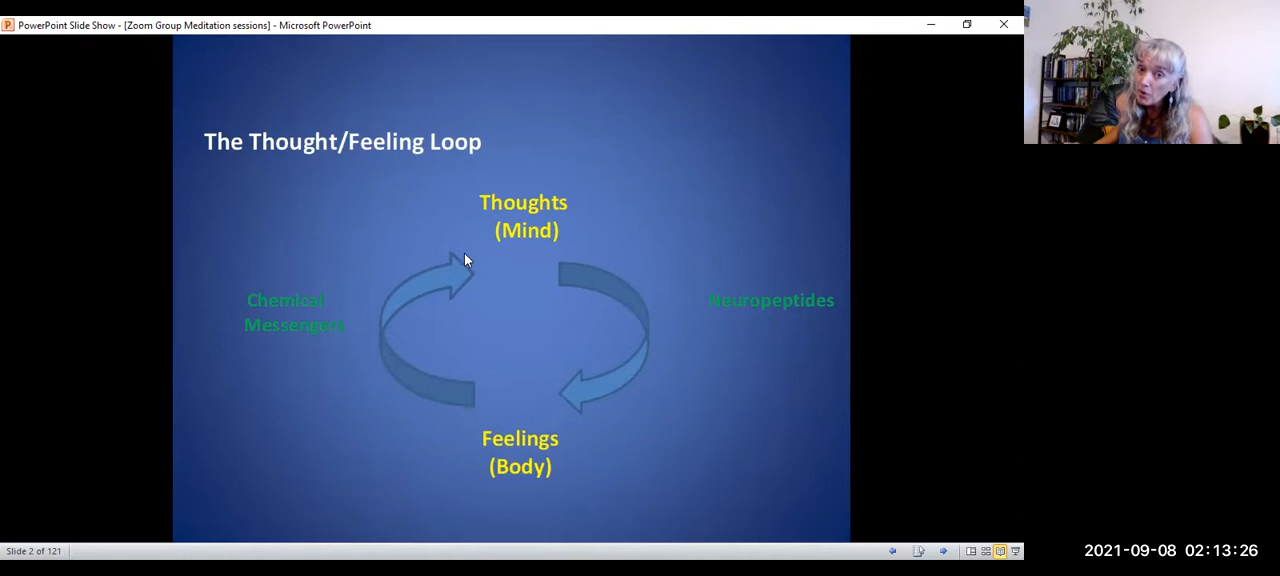 PowerPoint Slide Show - [Zoom Group Meditation sessions] - Microsoft PowerPoint
The Thought/Feeling Loop
Thoughts
(Mind)
Chemical
Messengers
Neuropeptides
Feelings
(Body)
Slide 2 of 121
2021-09-08 02:13:26